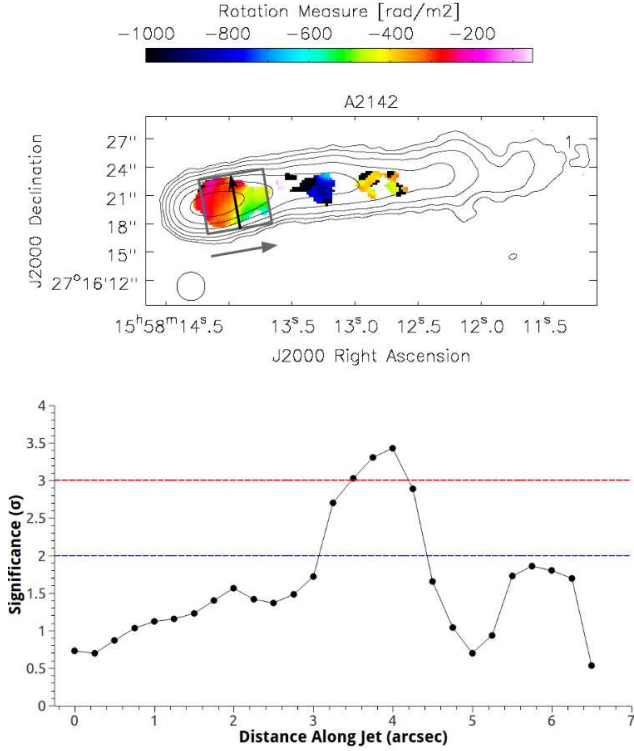 Rotation Measure [rad/m2]
−1000 −800 −600 −400 −200
A2142
27"
24"
21"
18"
15"
27°16'12"
J2000 Declination
1
15ʰ58ᵐ14ˢ.5 13ˢ.5 13ˢ.0 12ˢ.5 12ˢ.0 11ˢ.5
J2000 Right Ascension
4
3.5
3
2.5
2
1.5
1
0.5
0
Significance (σ)
0 1 2 3 4 5 6 7
Distance Along Jet (arcsec)